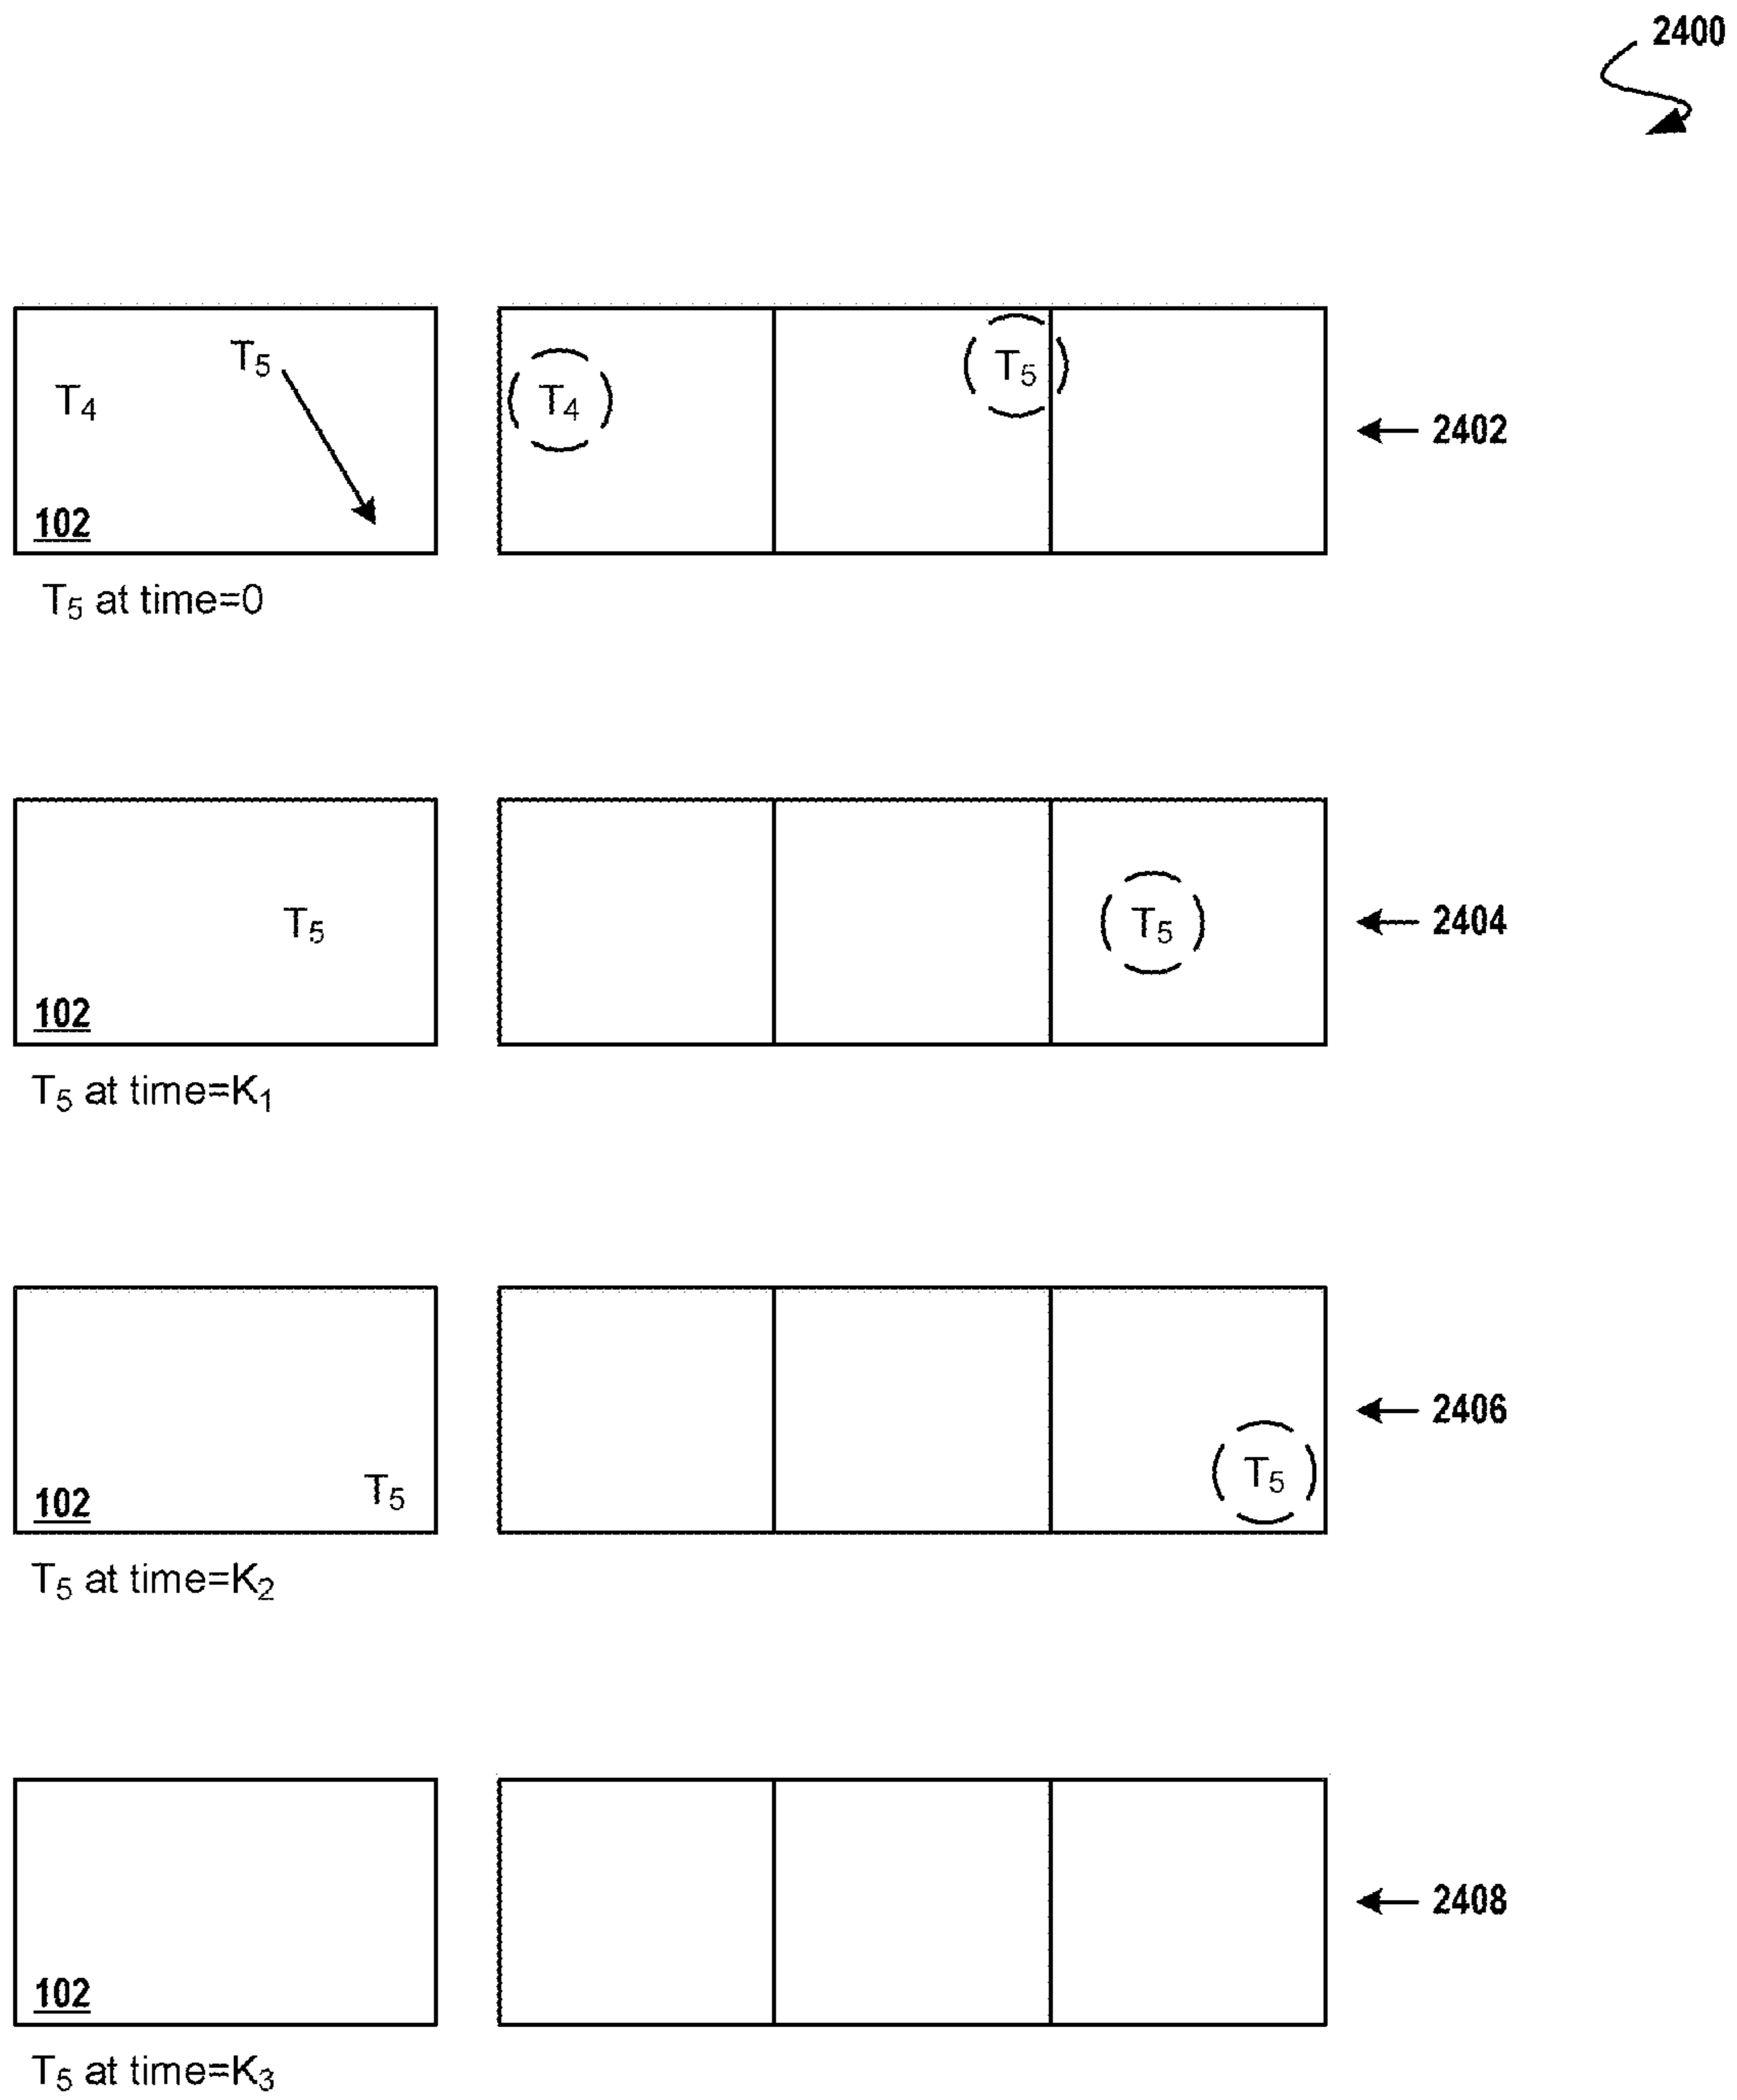 2400
T5
T4
T4
T5
102
2402
T5 at time=0
T5
T5
102
2404
T5 at time=K1
T5
T5
102
2406
T5 at time=K2
102
2408
T5 at time=K3